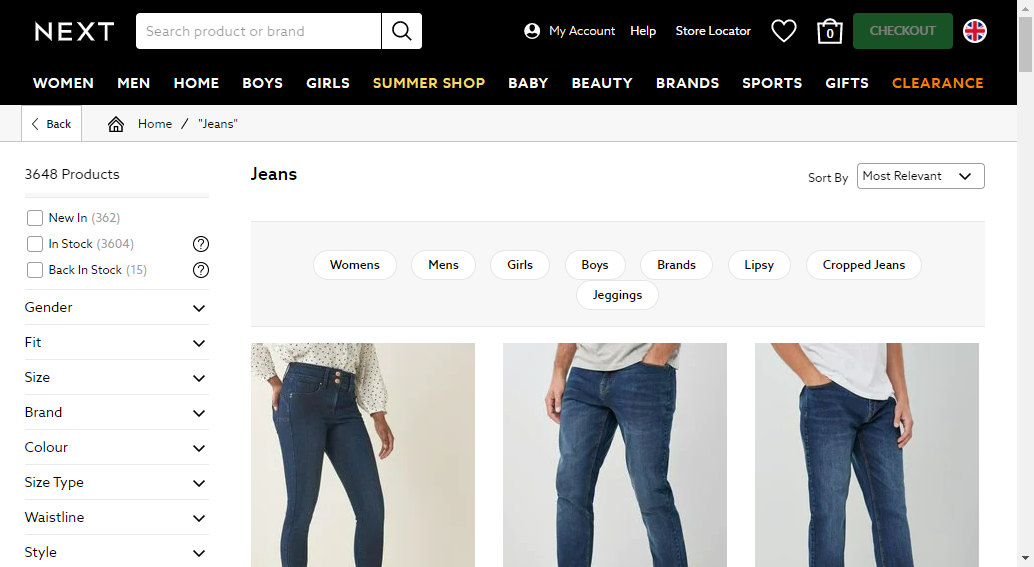 NEXT
Search product or brand
My Account
Help
Store Locator
0
CHECKOUT
WOMEN MEN HOME BOYS GIRLS SUMMER SHOP BABY BEAUTY BRANDS SPORTS GIFTS CLEARANCE
Back
Home / "Jeans"
3648 Products
Jeans
Sort By
Most Relevant
New In (362)
In Stock (3604) ?
Back In Stock (15) ?
Womens Mens Girls Boys Brands Lipsy Cropped Jeans
Jeggings
Gender
Fit
Size
Brand
Colour
Size Type
Waistline
Style